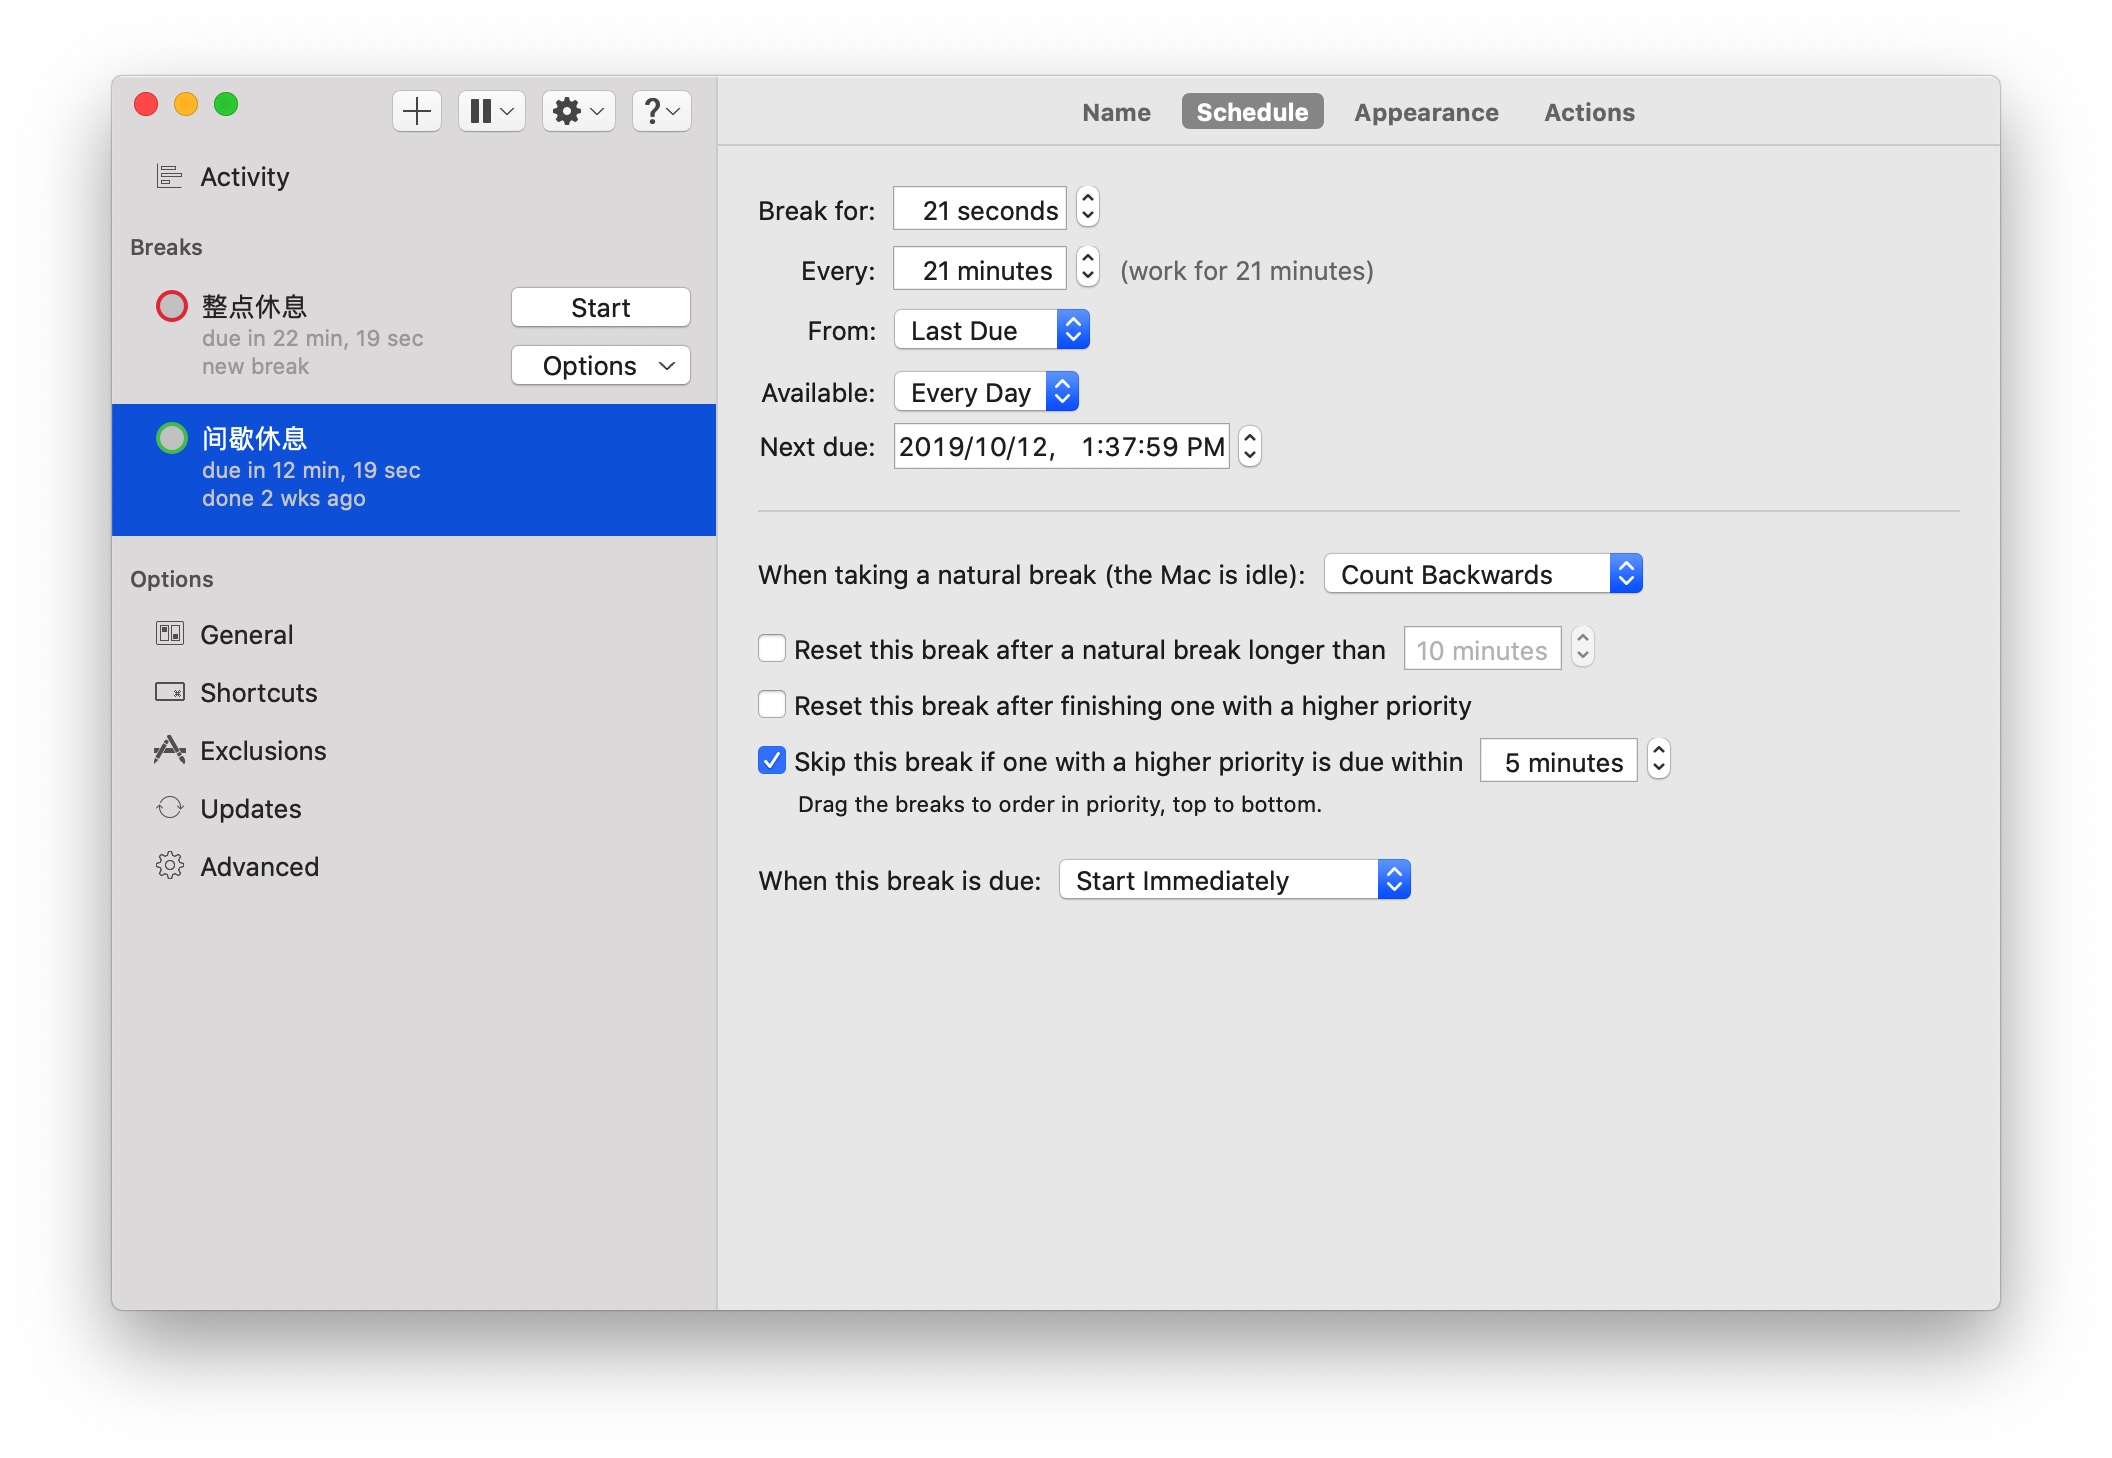 Activity
Breaks
整点休息
due in 22 min, 19 sec
new break
Start
Options
间歇休息
due in 12 min, 19 sec
done 2 wks ago
Options
General
Shortcuts
Exclusions
Updates
Advanced
?
Name Schedule Appearance Actions
Break for: 21 seconds
Every: 21 minutes (work for 21 minutes)
From: Last Due
Available: Every Day
Next due: 2019/10/12, 1:37:59 PM
When taking a natural break (the Mac is idle): Count Backwards
Reset this break after a natural break longer than 10 minutes
Reset this break after finishing one with a higher priority
Skip this break if one with a higher priority is due within 5 minutes
Drag the breaks to order in priority, top to bottom.
When this break is due: Start Immediately